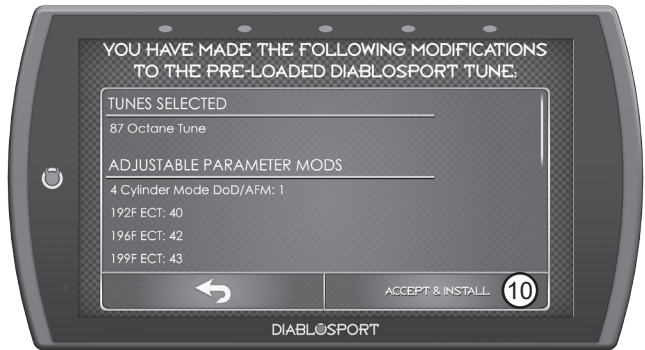 YOU HAVE MADE THE FOLLOWING MODIFICATIONS
TO THE PRE-LOADED DIABLOSPORT TUNE:
TUNES SELECTED
87 Octane Tune
ADJUSTABLE PARAMETER MODS
4 Cylinder Mode DoD/AFM: 1
192F ECT: 40
196F ECT: 42
199F ECT: 43
ACCEPT & INSTALL 10
DIABLOSPORT